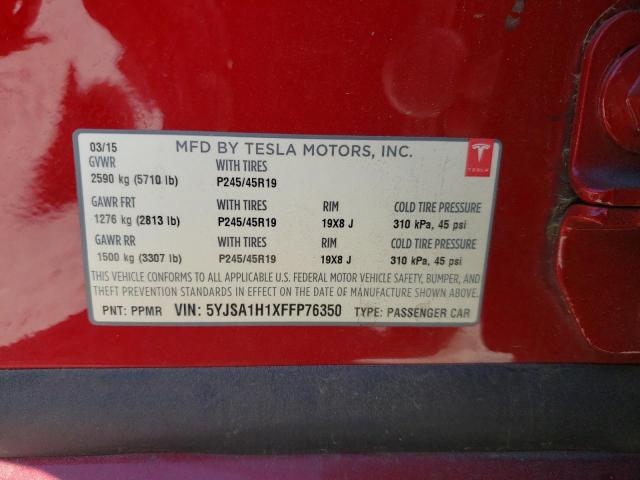 03/15 MFD BY TESLA MOTORS, INC.
GVWR WITH TIRES
2590 kg (5710 lb) P245/45R19
TESLA
GAWR FRT WITH TIRES RIM COLD TIRE PRESSURE
1276 kg (2813 lb) P245/45R19 19X8 J 310 kPa, 45 psi
GAWR RR WITH TIRES RIM COLD TIRE PRESSURE
1500 kg (3307 lb) P245/45R19 19X8 J 310 kPa, 45 psi
THIS VEHICLE CONFORMS TO ALL APPLICABLE U.S. FEDERAL MOTOR VEHICLE SAFETY, BUMPER, AND
THEFT PREVENTION STANDARDS IN EFFECT ON THE DATE OF MANUFACTURE SHOWN ABOVE.
PNT: PPMR VIN: 5YJSA1H1XFFP76350 TYPE: PASSENGER CAR